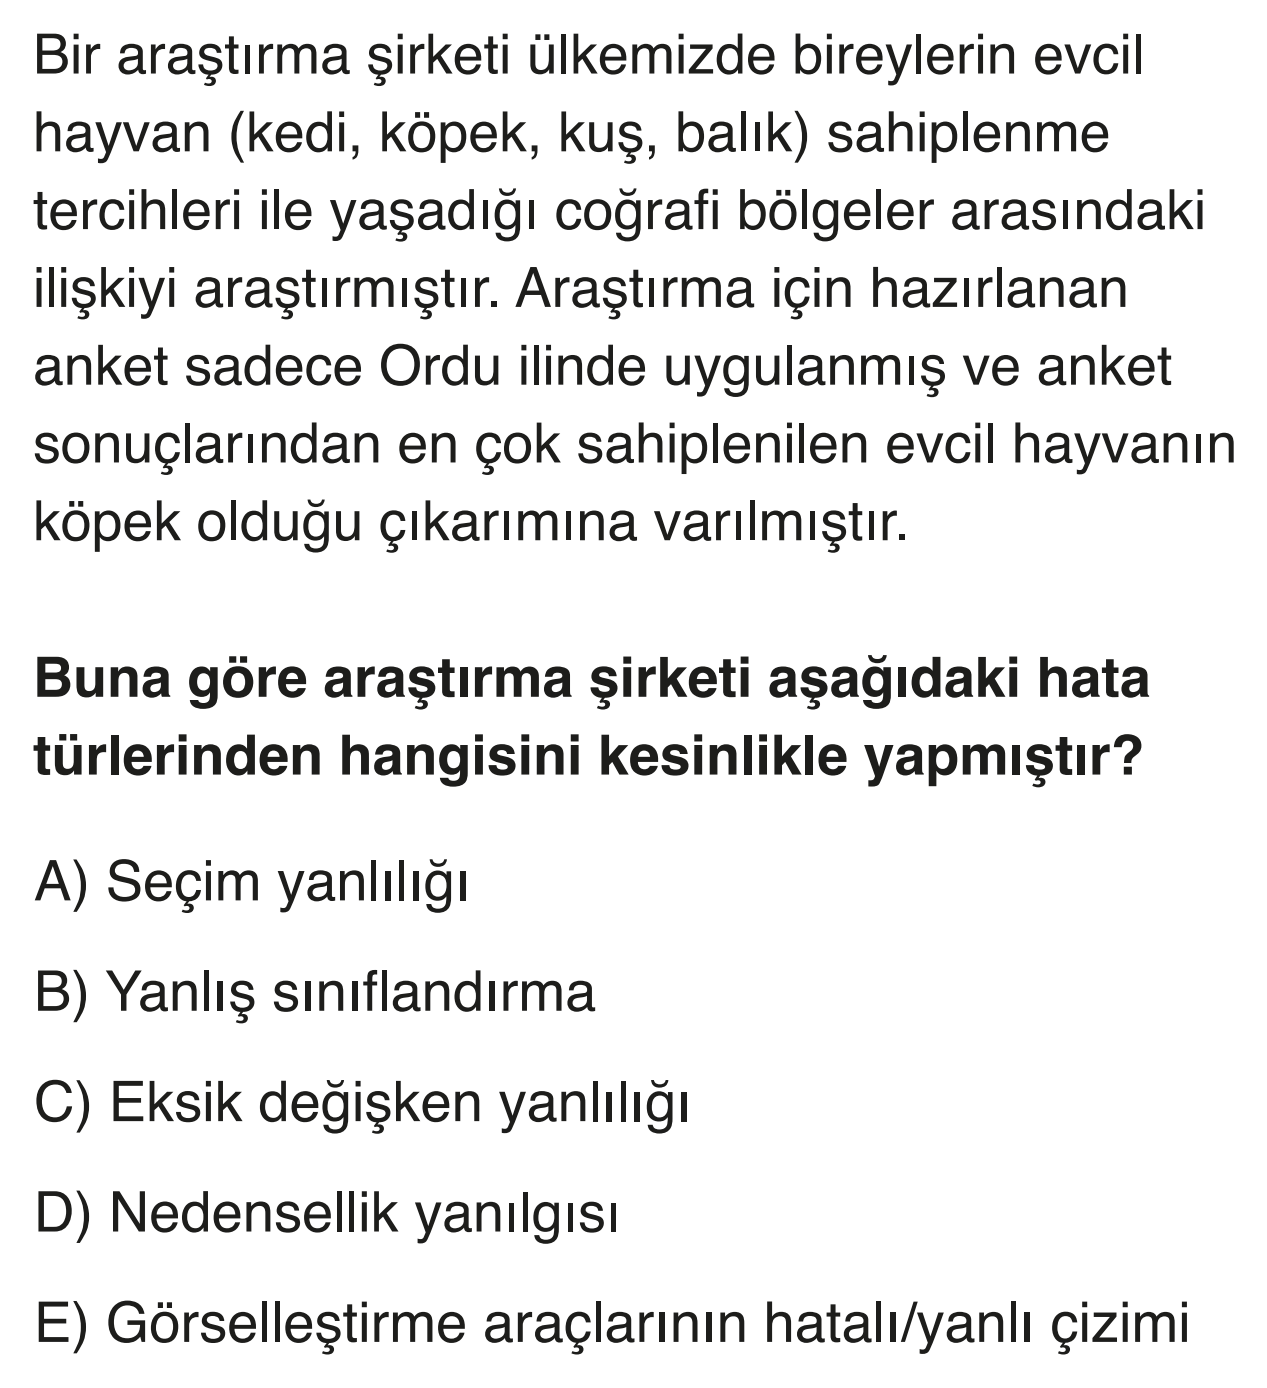 Bir araştırma şirketi ülkemizde bireylerin evcil
hayvan (kedi, köpek, kuş, balık) sahiplenme
tercihleri ile yaşadığı coğrafi bölgeler arasındaki
ilişkiyi araştırmıştır. Araştırma için hazırlanan
anket sadece Ordu ilinde uygulanmış ve anket
sonuçlarından en çok sahiplenilen evcil hayvanın
köpek olduğu çıkarımına varılmıştır.
Buna göre araştırma şirketi aşağıdaki hata
türlerinden hangisini kesinlikle yapmıştır?
A) Seçim yanlılığı
B) Yanlış sınıflandırma
C) Eksik değişken yanlılığı
D) Nedensellik yanılgısı
E) Görselleştirme araçlarının hatalı/yanlı çizimi